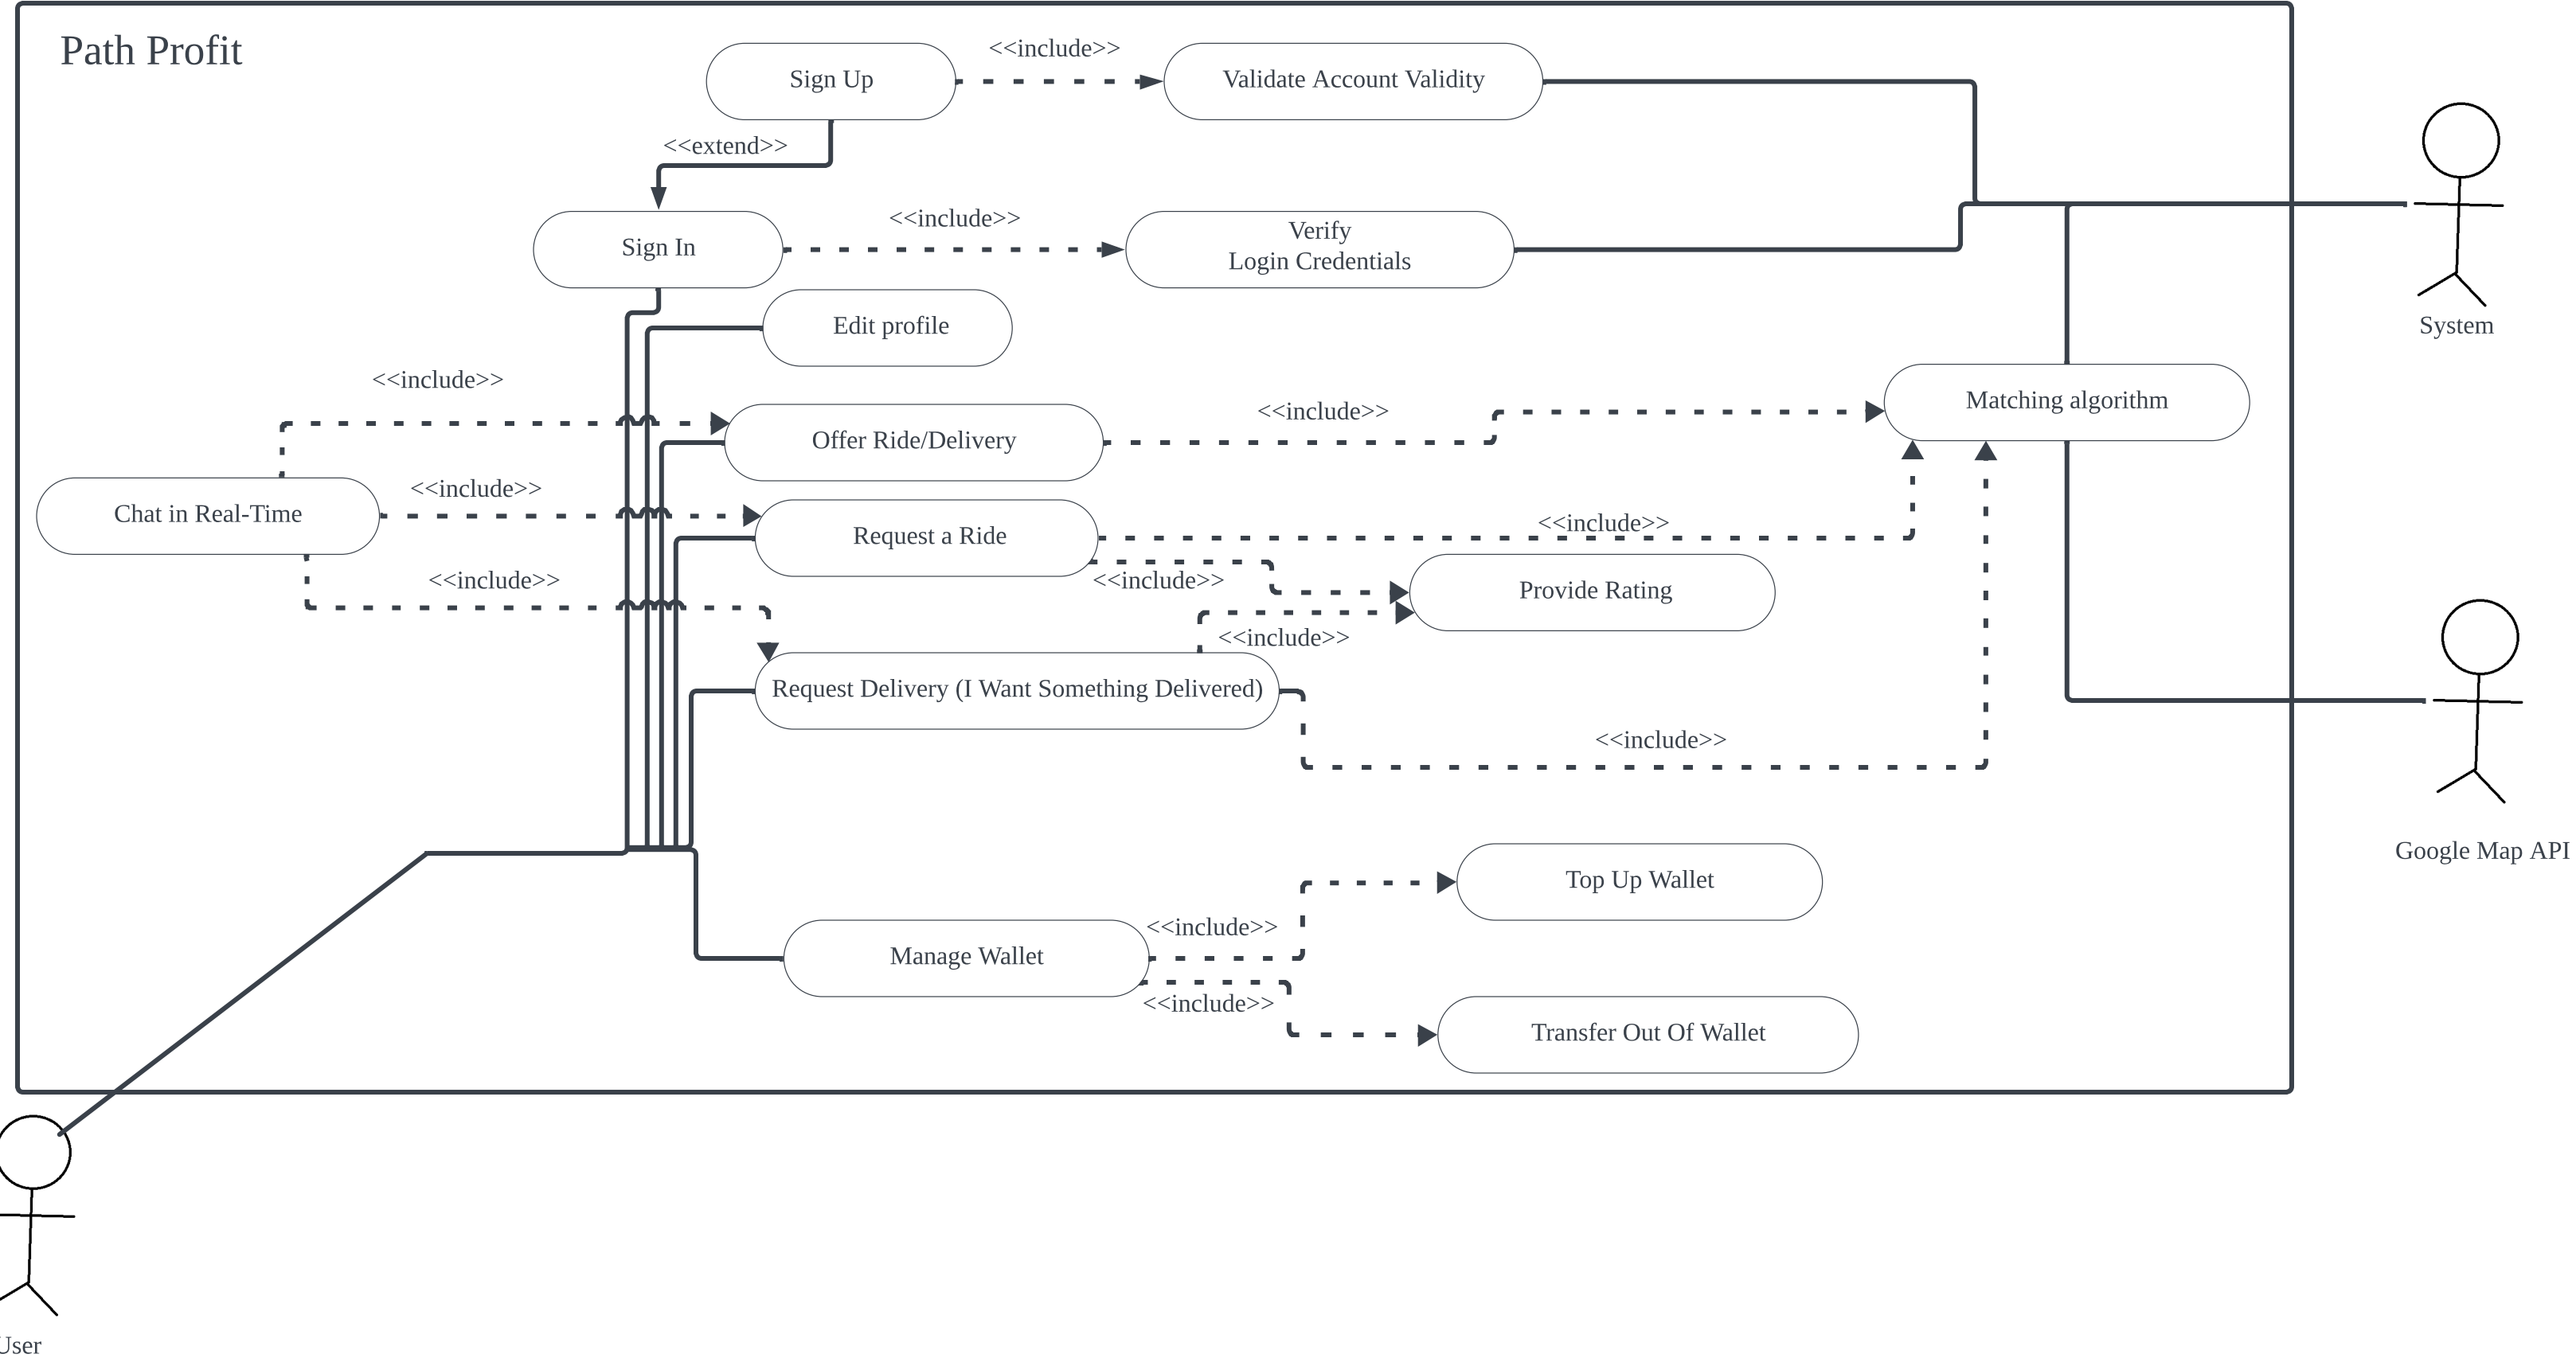 Path Profit
<<include>>
Sign Up
Validate Account Validity
<<extend>>
<<include>>
Sign In
Verify
Login Credentials
System
Edit profile
<<include>>
<<include>>
Matching algorithm
Offer Ride/Delivery
<<include>>
Chat in Real-Time
<<include>>
Request a Ride
<<include>>
<<include>>
Provide Rating
<<include>>
Request Delivery (I Want Something Delivered)
<<include>>
Google Map API
Top Up Wallet
<<include>>
Manage Wallet
<<include>>
Transfer Out Of Wallet
User